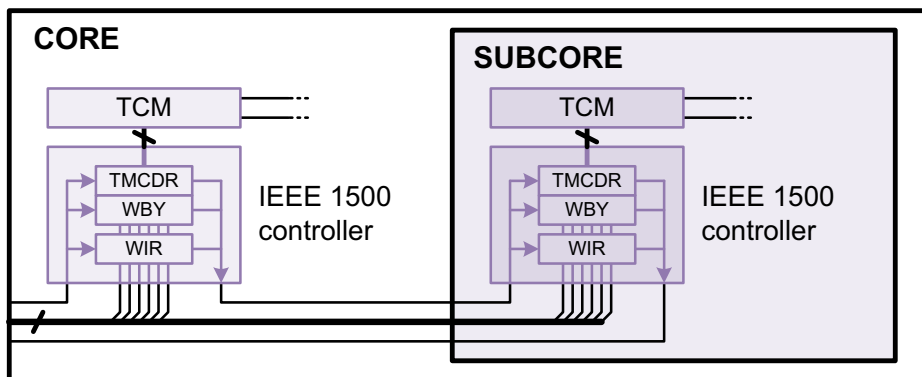 CORE
SUBCORE
TCM
TCM
TMCDR
WBY
WIR
IEEE 1500
controller
TMCDR
WBY
WIR
IEEE 1500
controller